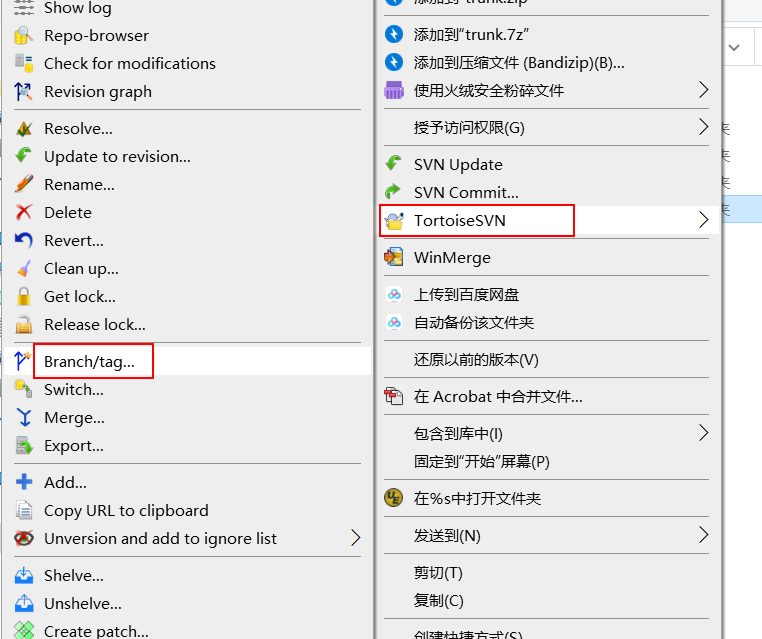 Show log
Repo-browser
Check for modifications
Revision graph
Resolve...
Update to revision...
Rename...
Delete
Revert...
Clean up...
Get lock...
Release lock...
Branch/tag...
Switch...
Merge...
Export...
Add...
Copy URL to clipboard
Unversion and add to ignore list
Shelve...
Unshelve...
Create patch...
添加到“trunk.zip”
添加到“trunk.7z”
添加到压缩文件 (Bandizip)(B)...
使用火绒安全粉碎文件
授予访问权限(G)
SVN Update
SVN Commit...
TortoiseSVN
WinMerge
上传到百度网盘
自动备份该文件夹
还原以前的版本(V)
在 Acrobat 中合并文件...
包含到库中(I)
固定到“开始”屏幕(P)
UE
在%s中打开文件夹
发送到(N)
剪切(T)
复制(C)
创建快捷方式(S)
夹
夹
夹
夹